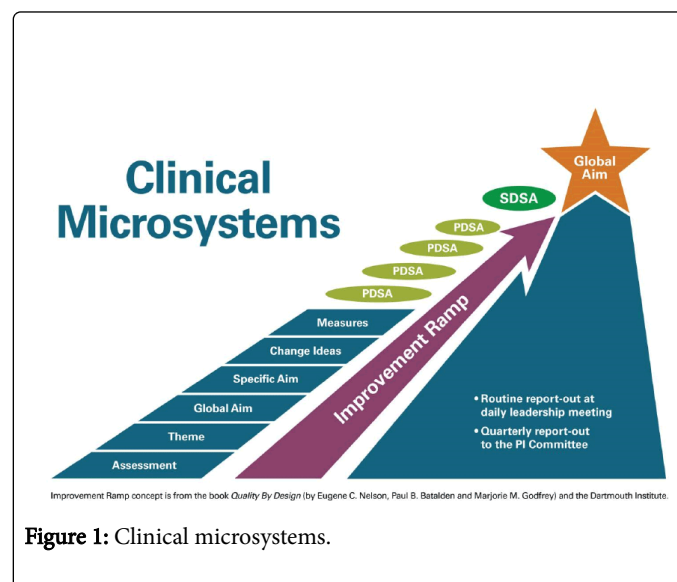 Clinical
Microsystems
Global
Aim
SDSA
PDSA
PDSA
PDSA
PDSA
Measures
Change Ideas
Specific Aim
Global Aim
Theme
Assessment
Improvement Ramp
• Routine report-out at
daily leadership meeting
• Quarterly report-out
to the PI Committee
Improvement Ramp concept is from the book Quality By Design (by Eugene C. Nelson, Paul B. Batalden and Marjorie M. Godfrey) and the Dartmouth Institute.
Figure 1: Clinical microsystems.